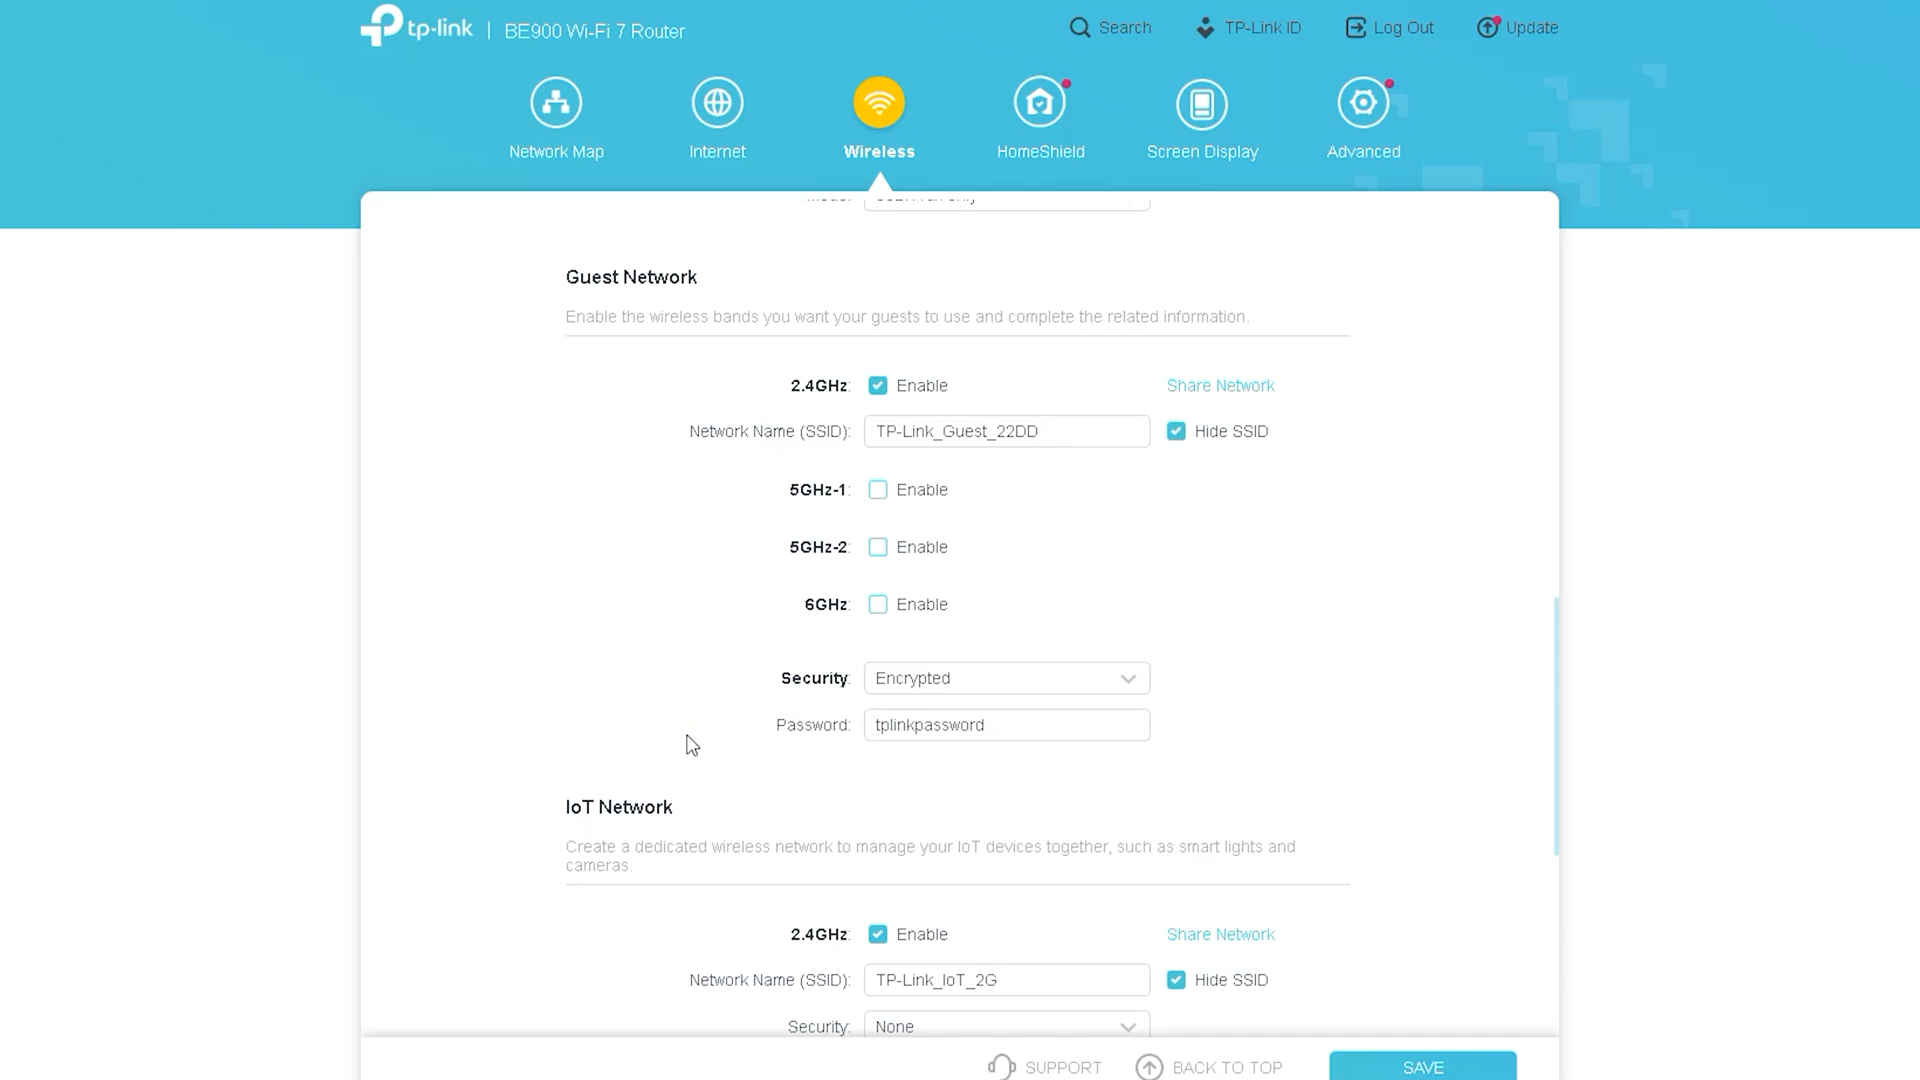 tp-link | BE900 Wi-Fi 7 Router
Search
TP-Link ID
Log Out
Update
Network Map
Internet
Wireless
HomeShield
Screen Display
Advanced
Guest Network
Enable the wireless bands you want your guests to use and complete the related information.
2.4GHz: Enable Share Network
Network Name (SSID): TP-Link_Guest_22DD Hide SSID
5GHz-1: Enable
5GHz-2: Enable
6GHz: Enable
Security: Encrypted
Password: tplinkpassword
IoT Network
Create a dedicated wireless network to manage your IoT devices together, such as smart lights and
cameras.
2.4GHz: Enable Share Network
Network Name (SSID): TP-Link_IoT_2G Hide SSID
Security: None
SUPPORT
BACK TO TOP
SAVE